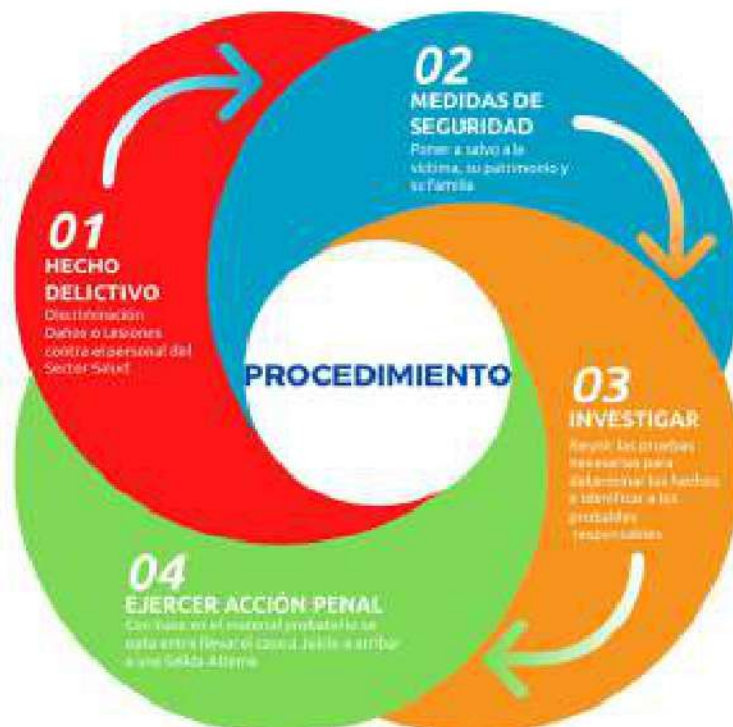 01
HECHO
DELICTIVO
Discriminación
Daños o Lesiones
contra el personal del
Sector Salud
02
MEDIDAS DE
SEGURIDAD
Poner a salvo a la
víctima, su patrimonio y
su familia
PROCEDIMIENTO
03
INVESTIGAR
Reunir las pruebas
necesarias para
determinar los hechos
e identificar a los
probables
responsables
04
EJERCER ACCIÓN PENAL
Con base en el material probatorio se
opta entre llevar el caso a Juicio o arribar
a una Salida Alterna